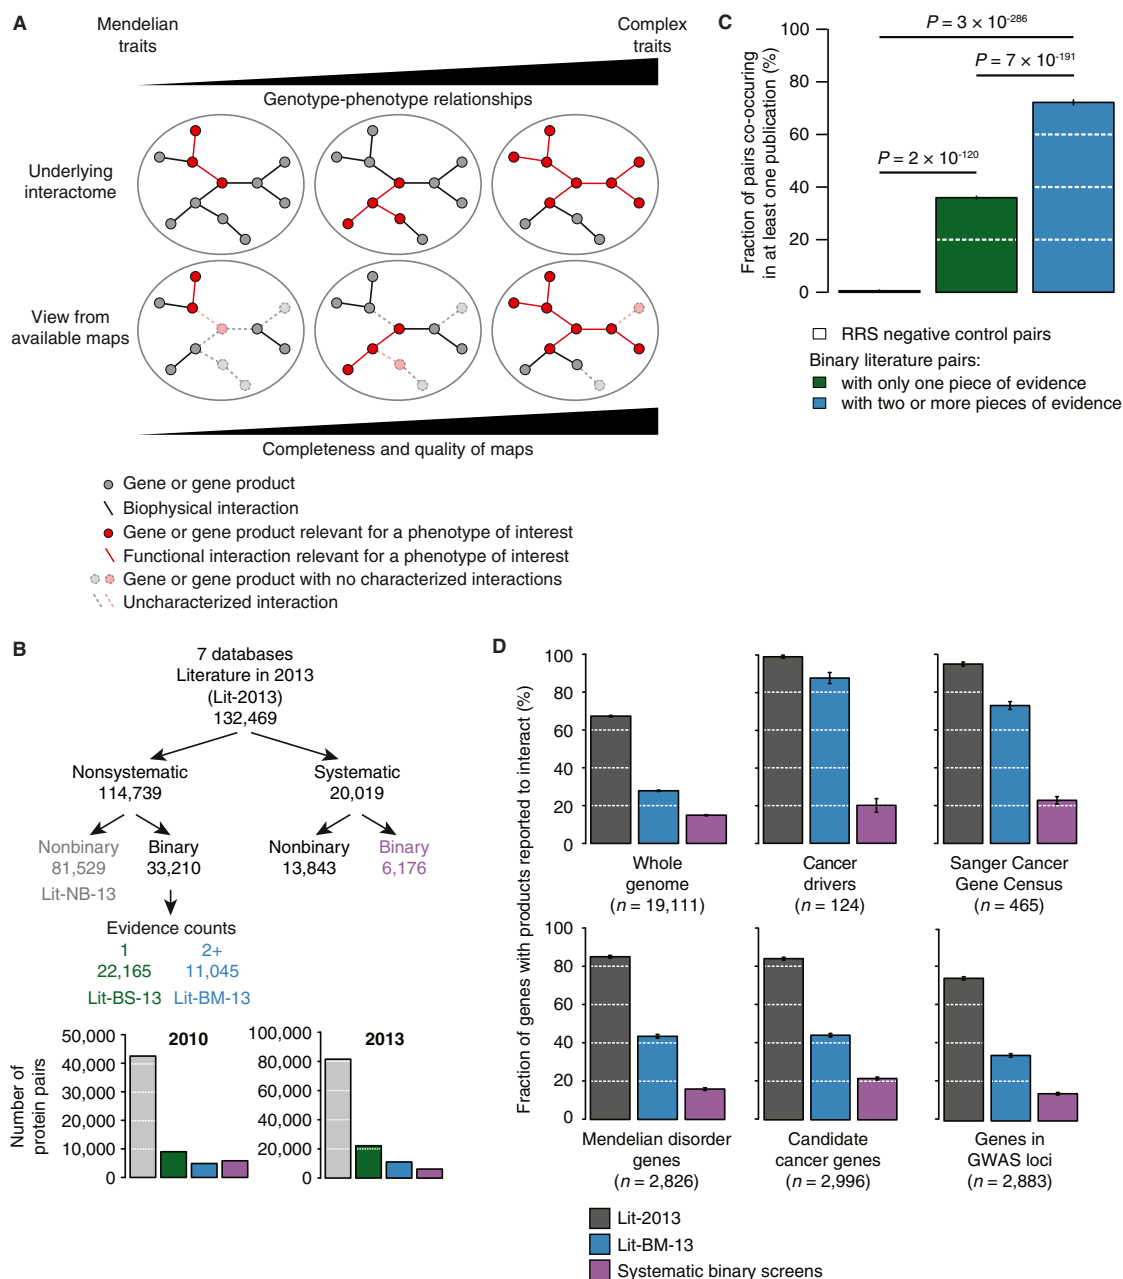 A
Mendelian
traits
Complex
traits
Genotype-phenotype relationships
Underlying
interactome
View from
available maps
Completeness and quality of maps
Gene or gene product
Biophysical interaction
Gene or gene product relevant for a phenotype of interest
Functional interaction relevant for a phenotype of interest
Gene or gene product with no characterized interactions
Uncharacterized interaction
C
Fraction of pairs co-occuring
in at least one publication (%)
100
80
60
40
20
0
P = 3 × 10-286
P = 7 × 10-191
P = 2 × 10-120
RRS negative control pairs
Binary literature pairs:
with only one piece of evidence
with two or more pieces of evidence
B
7 databases
Literature in 2013
(Lit-2013)
132,469
Nonsystematic
114,739
Systematic
20,019
Nonbinary
81,529
Lit-NB-13
Binary
33,210
Nonbinary
13,843
Binary
6,176
Evidence counts
1
22,165
Lit-BS-13
2+
11,045
Lit-BM-13
Number of
protein pairs
50,000
40,000
30,000
20,000
10,000
0
2010
100,000
80,000
60,000
40,000
20,000
0
2013
D
Fraction of genes with products reported to interact (%)
100
80
60
40
20
0
Whole
genome
(n = 19,111)
Cancer
drivers
(n = 124)
Sanger Cancer
Gene Census
(n = 465)
100
80
60
40
20
0
Mendelian disorder
genes
(n = 2,826)
Candidate
cancer genes
(n = 2,996)
Genes in
GWAS loci
(n = 2,883)
Lit-2013
Lit-BM-13
Systematic binary screens